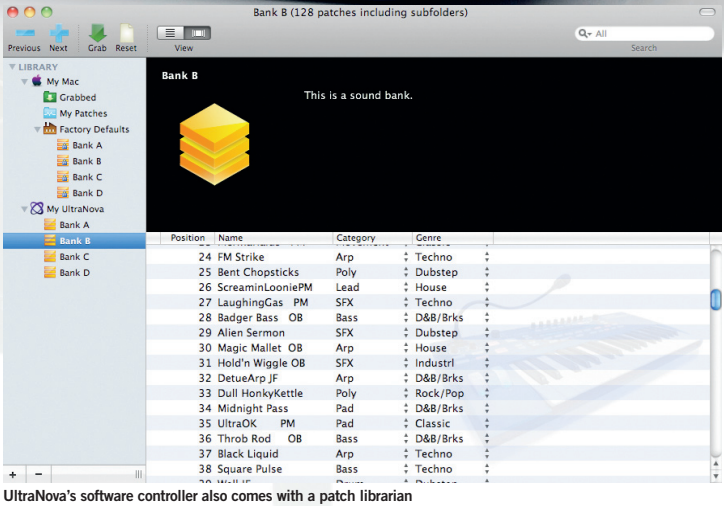 Bank B (128 patches including subfolders)
Previous Next Grab Reset View
All
Search
LIBRARY
My Mac
Grabbed
My Patches
Factory Defaults
Bank A
Bank B
Bank C
Bank D
My UltraNova
Bank A
Bank B
Bank C
Bank D
Bank B
This is a sound bank.
Position Name Category Genre
24 FM Strike Arp Techno
25 Bent Chopsticks Poly Dubstep
26 ScreaminLooniePM Lead House
27 LaughingGas PM SFX Techno
28 Badger Bass OB Bass D&B/Brks
29 Alien Sermon SFX Dubstep
30 Magic Mallet OB Arp House
31 Hold'n Wiggle OB SFX Industrl
32 DetueArp JF Arp D&B/Brks
33 Dull HonkyKettle Poly Rock/Pop
34 Midnight Pass Pad D&B/Brks
35 UltraOK PM Pad Classic
36 Throb Rod OB Bass D&B/Brks
37 Black Liquid Arp Techno
38 Square Pulse Bass Techno
UltraNova's software controller also comes with a patch librarian